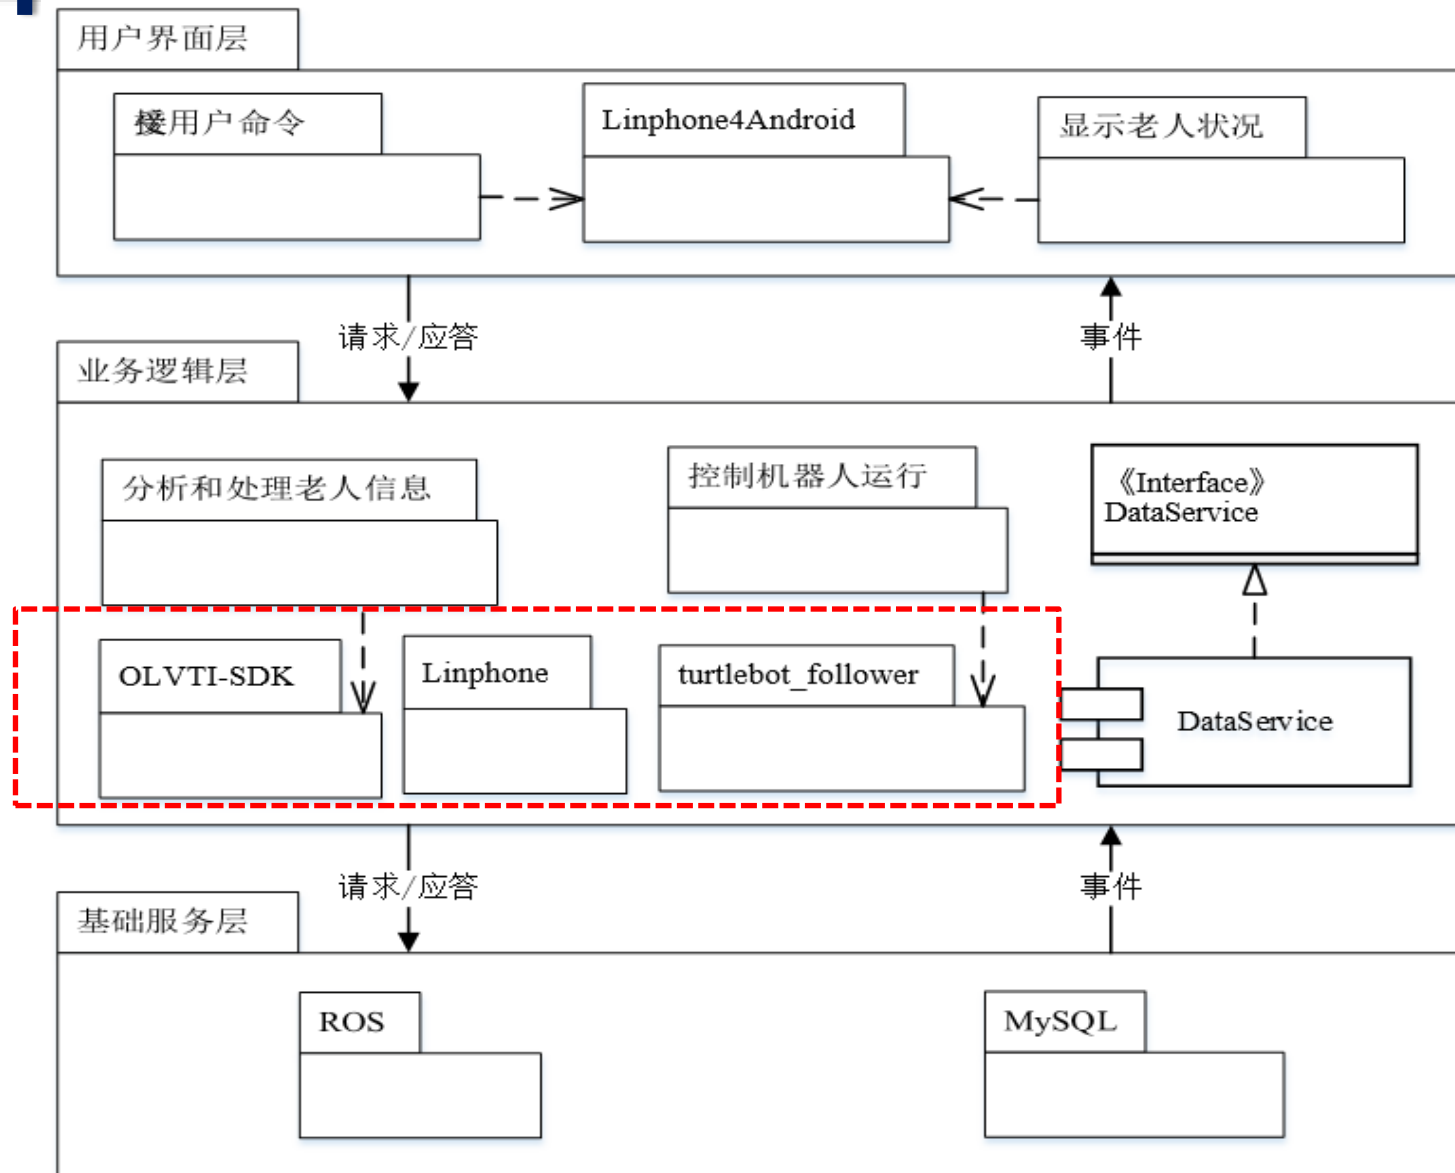 用户界面层
接受用户命令
Linphone4Android
显示老人状况
请求/应答
事件
业务逻辑层
分析和处理老人信息
控制机器人运行
《Interface》
DataService
OLVTI-SDK
Linphone
turtlebot_follower
DataService
请求/应答
事件
基础服务层
ROS
MySQL